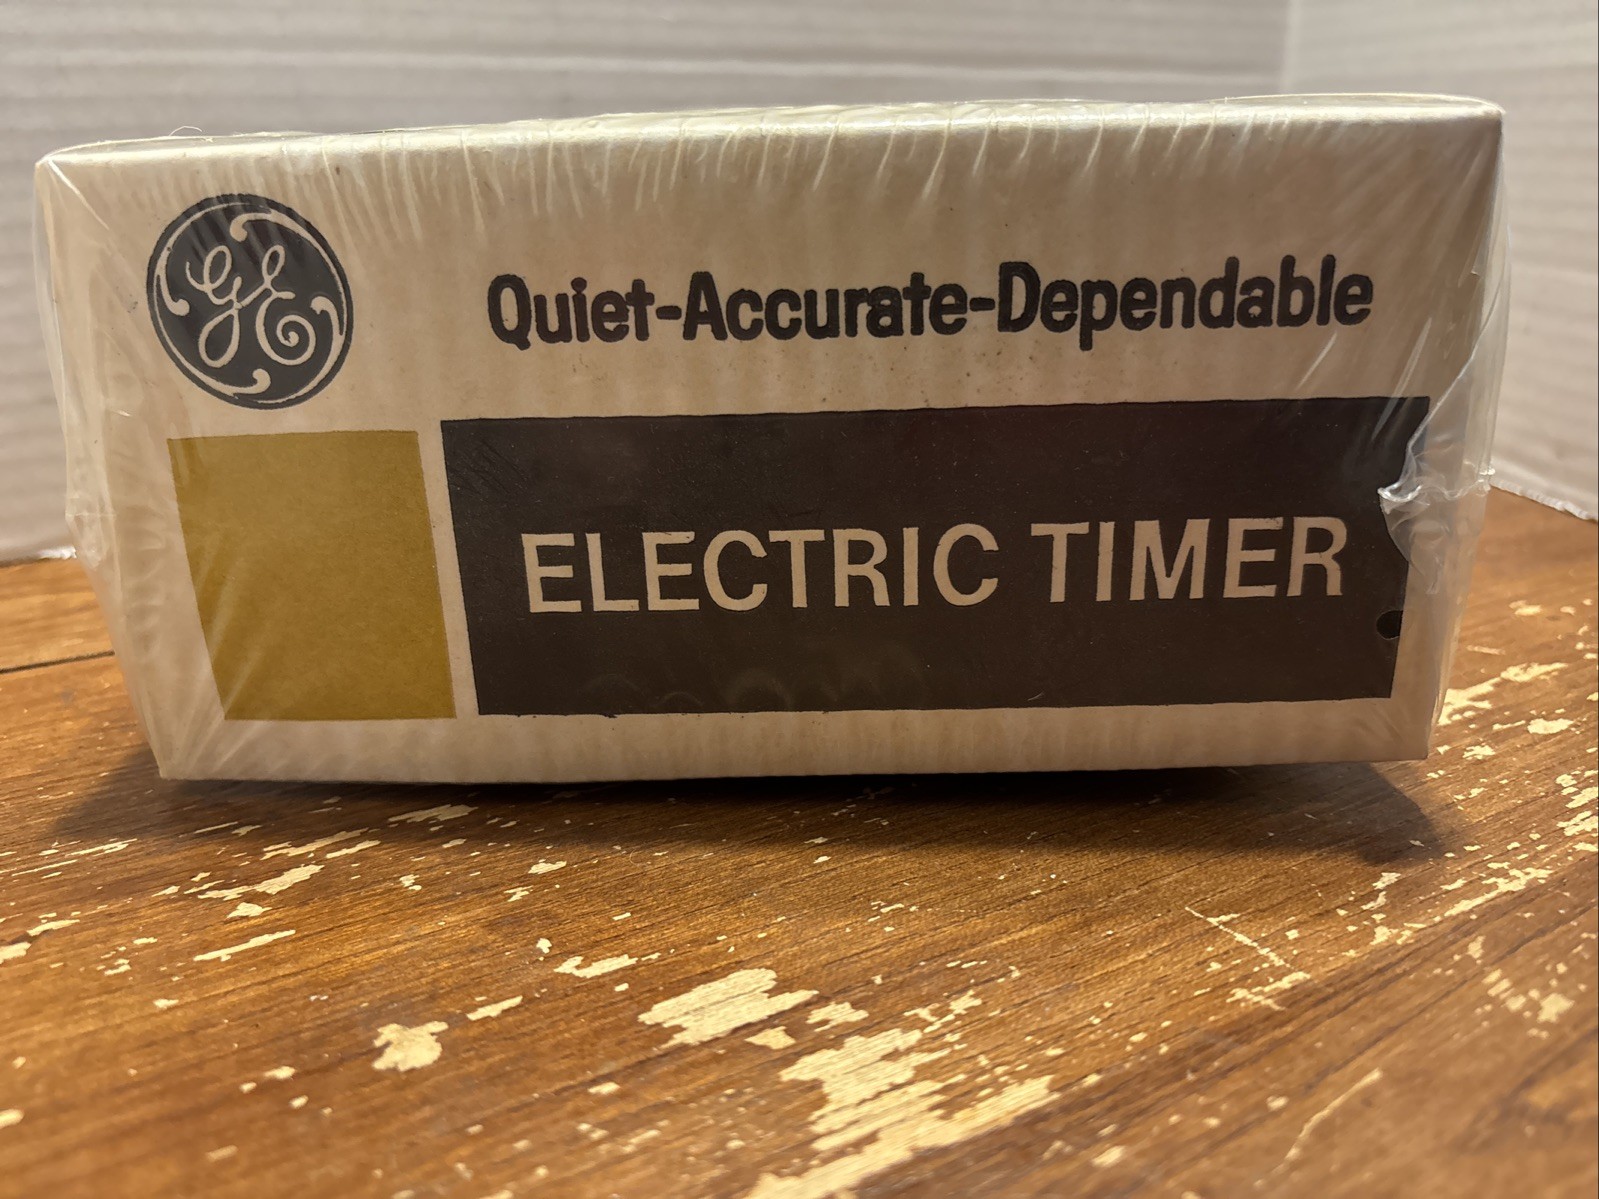 GE
Quiet-Accurate-Dependable
ELECTRIC TIMER